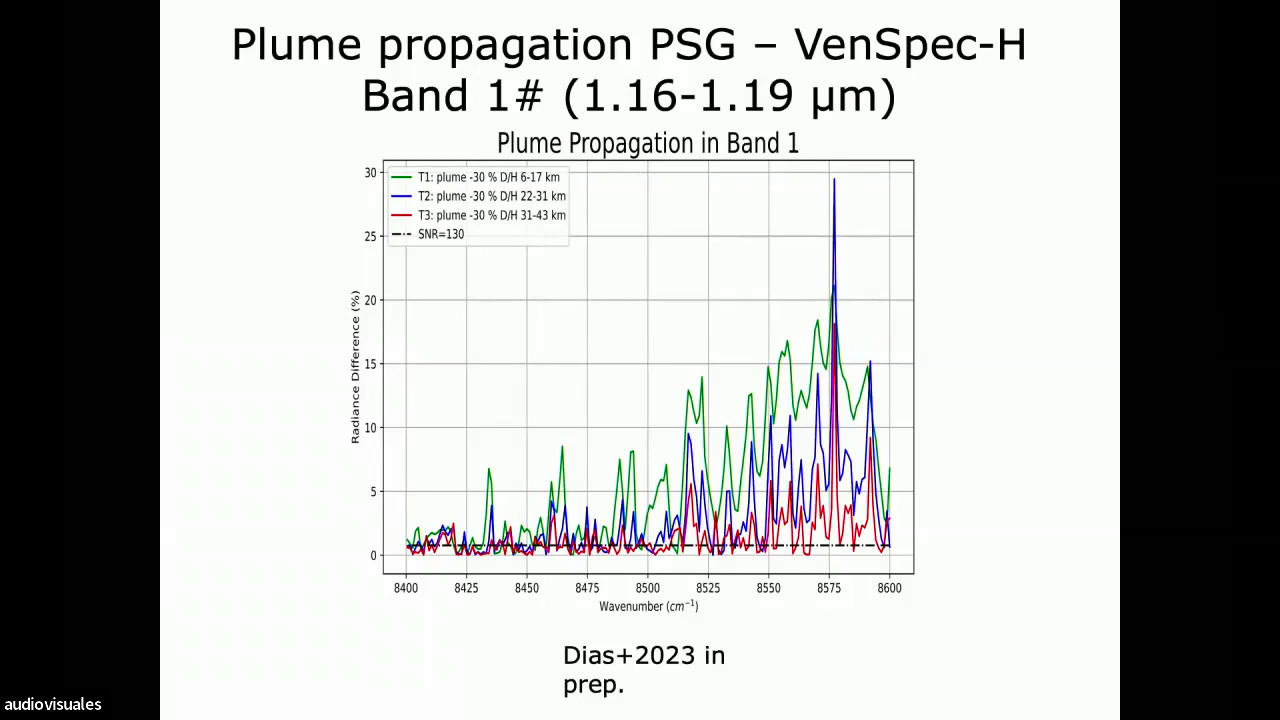 Plume propagation PSG – VenSpec-H
Band 1# (1.16-1.19 µm)
Plume Propagation in Band 1
T1: plume -30 % D/H 6-17 km
T2: plume -30 % D/H 22-31 km
T3: plume -30 % D/H 31-43 km
SNR=130
30
25
20
15
10
5
0
Radiance Difference (%)
8400 8425 8450 8475 8500 8525 8550 8575 8600
Wavenumber (cm⁻¹)
Dias+2023 in
prep.
audiovisuales